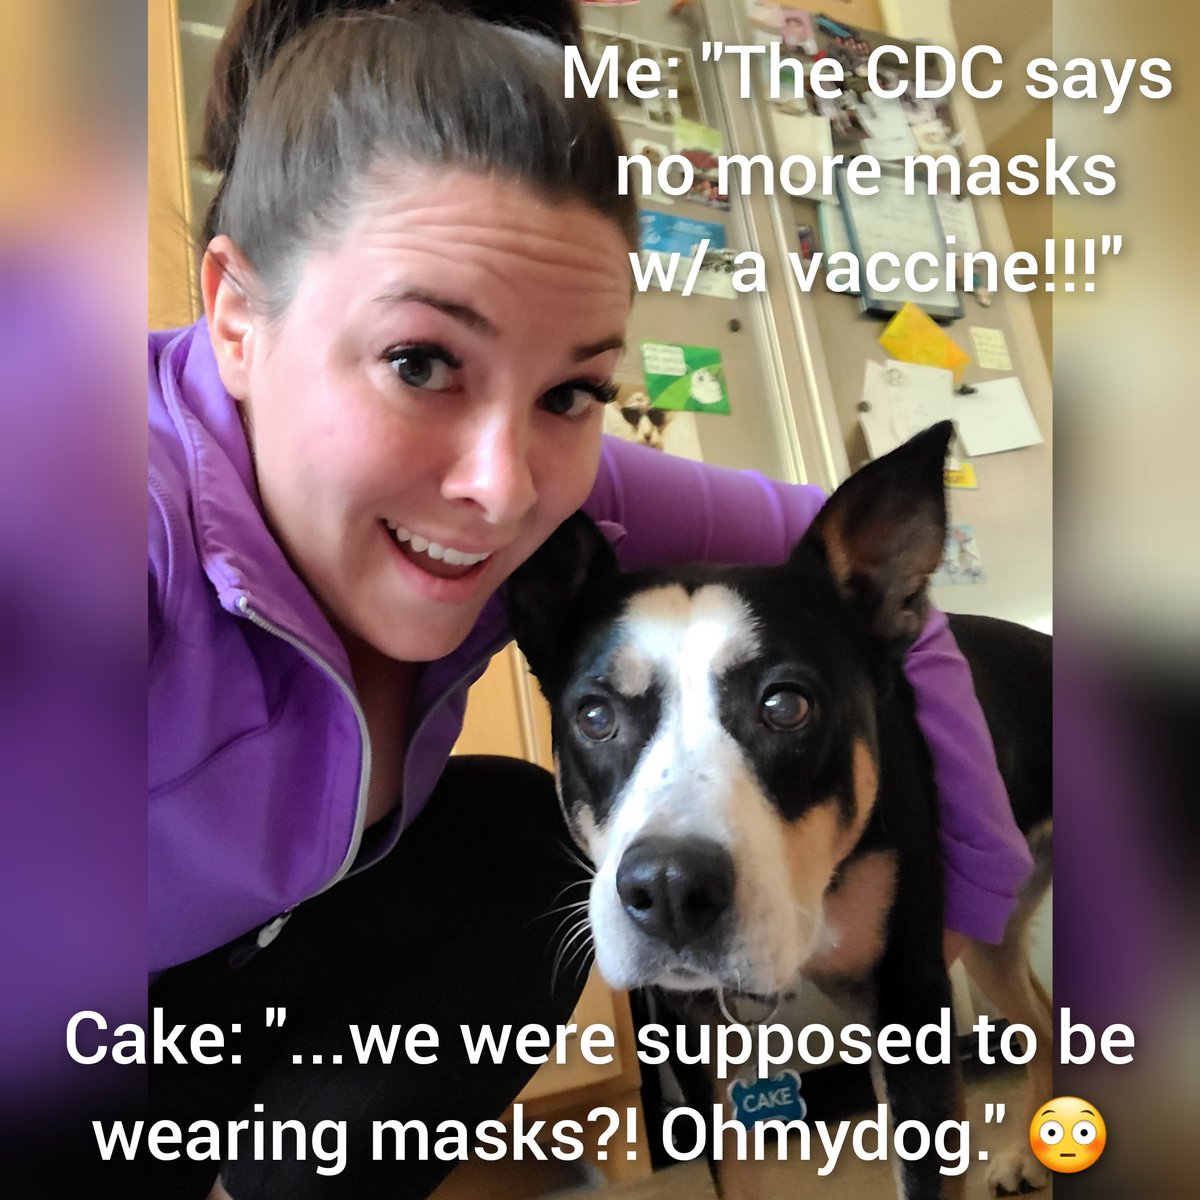 Me: "The CDC says
no more masks
w/ a vaccine!!!"
CAKE
Cake: "...we were supposed to be
wearing masks?! Ohmydog." 😳